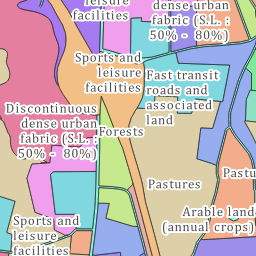 leisure
facilities
dense urban
fabric (S.L. :
50% - 80%)
Sports and
leisure
facilities
Fast transit
roads and
associated
land
Discontinuous
dense urban
fabric (S.L. :
50% - 80%)
Forests
Pastures
Pastu
Arable land
(annual crops)
Sports and
leisure
facilities